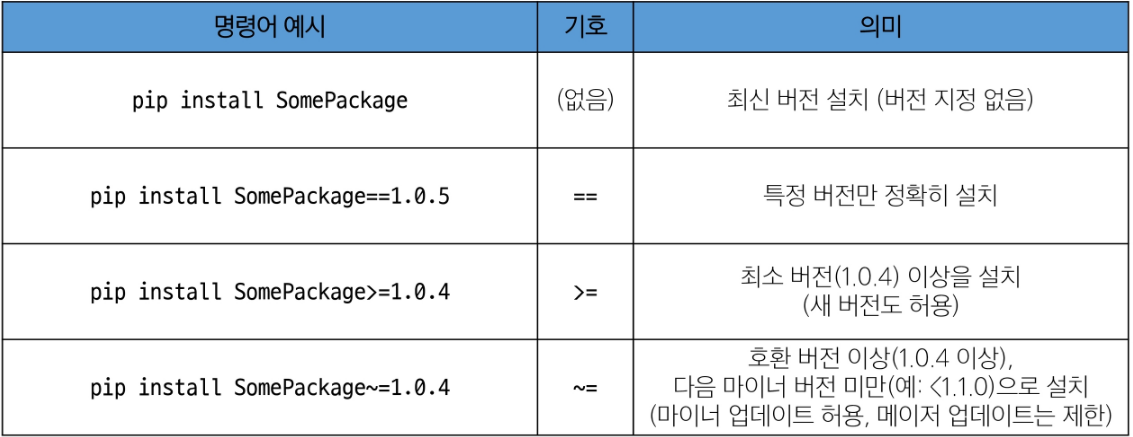 명령어 예시 기호 의미
pip install SomePackage (없음) 최신 버전 설치 (버전 지정 없음)
pip install SomePackage==1.0.5 == 특정 버전만 정확히 설치
pip install SomePackage>=1.0.4 >= 최소 버전(1.0.4) 이상을 설치
(새 버전도 허용)
pip install SomePackage~=1.0.4 ~= 호환 버전 이상(1.0.4 이상),
다음 마이너 버전 미만(예: <1.1.0)으로 설치
(마이너 업데이트 허용, 메이저 업데이트는 제한)